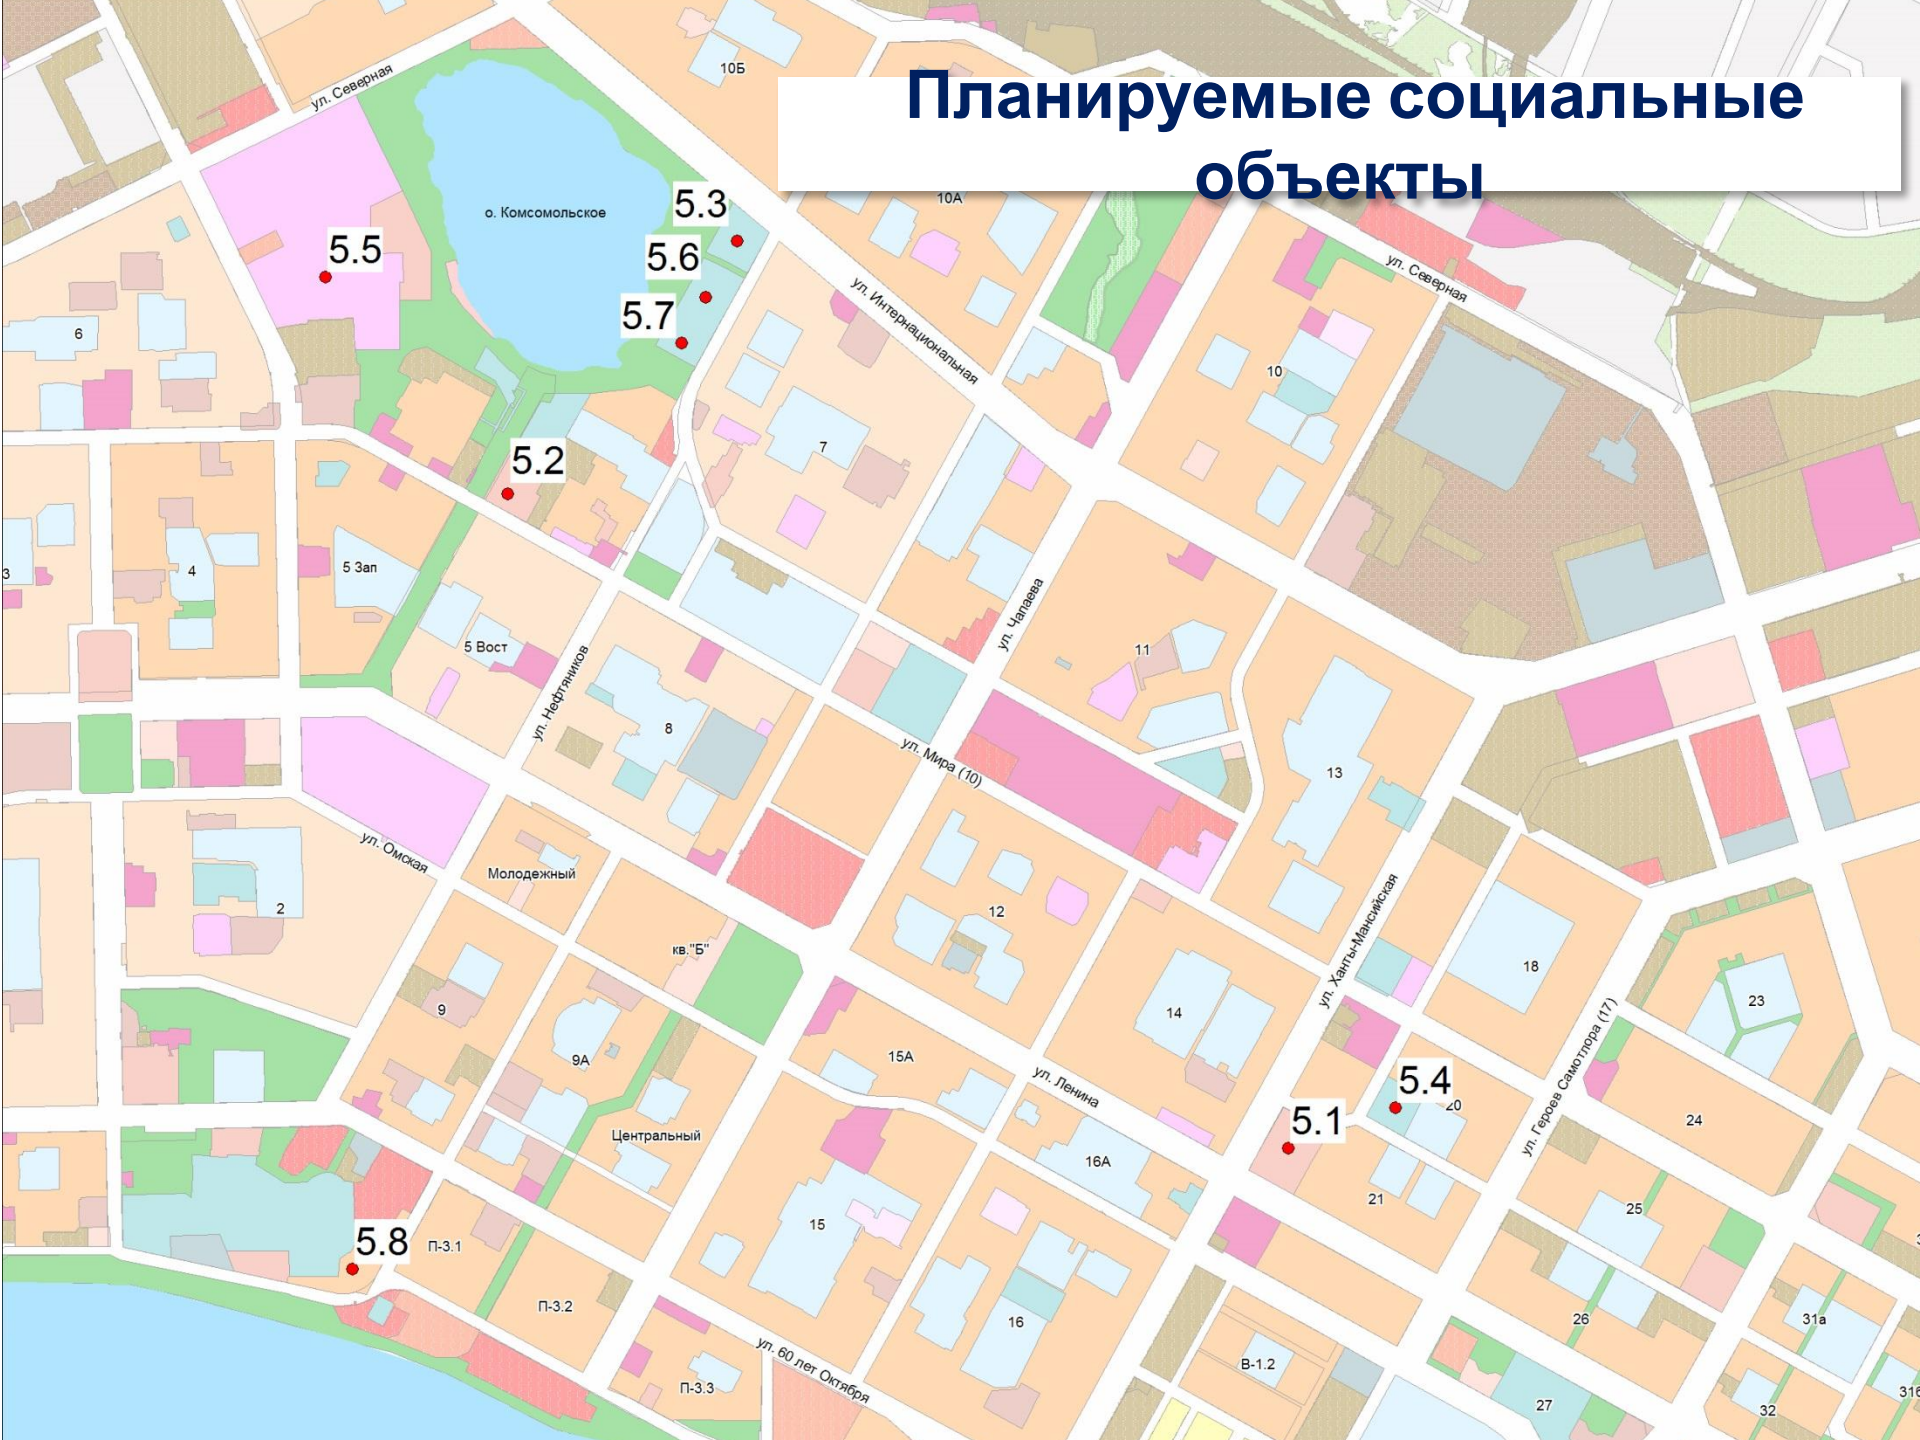 Планируемые социальные
объекты
ул. Северная
10Б
10А
о. Комсомольское
5.3
5.6
5.7
5.5
ул. Северная
ул. Интернациональная
6
10
7
5.2
3
4
5 Зап
5 Вост
ул. Чапаева
11
ул. Нефтяников
8
ул. Мира (10)
13
ул. Омская
Молодежный
2
12
кв."Б"
ул. Ханты-Мансийская
18
23
9
9А
14
15А
ул. Ленина
ул. Героев Самотлора (17)
5.4
20
5.1
24
Центральный
16А
21
25
15
5.8
П-3.1
П-3.2
16
26
31а
В-1.2
ул. 60 лет Октября
П-3.3
27
32
31б